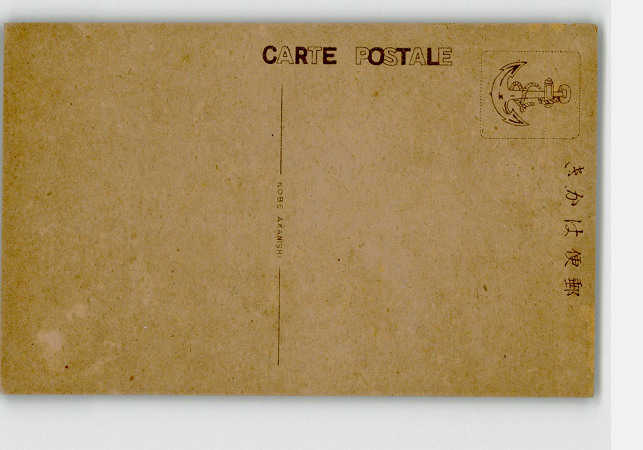 CARTE POSTALE
KOBE AKANISHI
郵便はかき